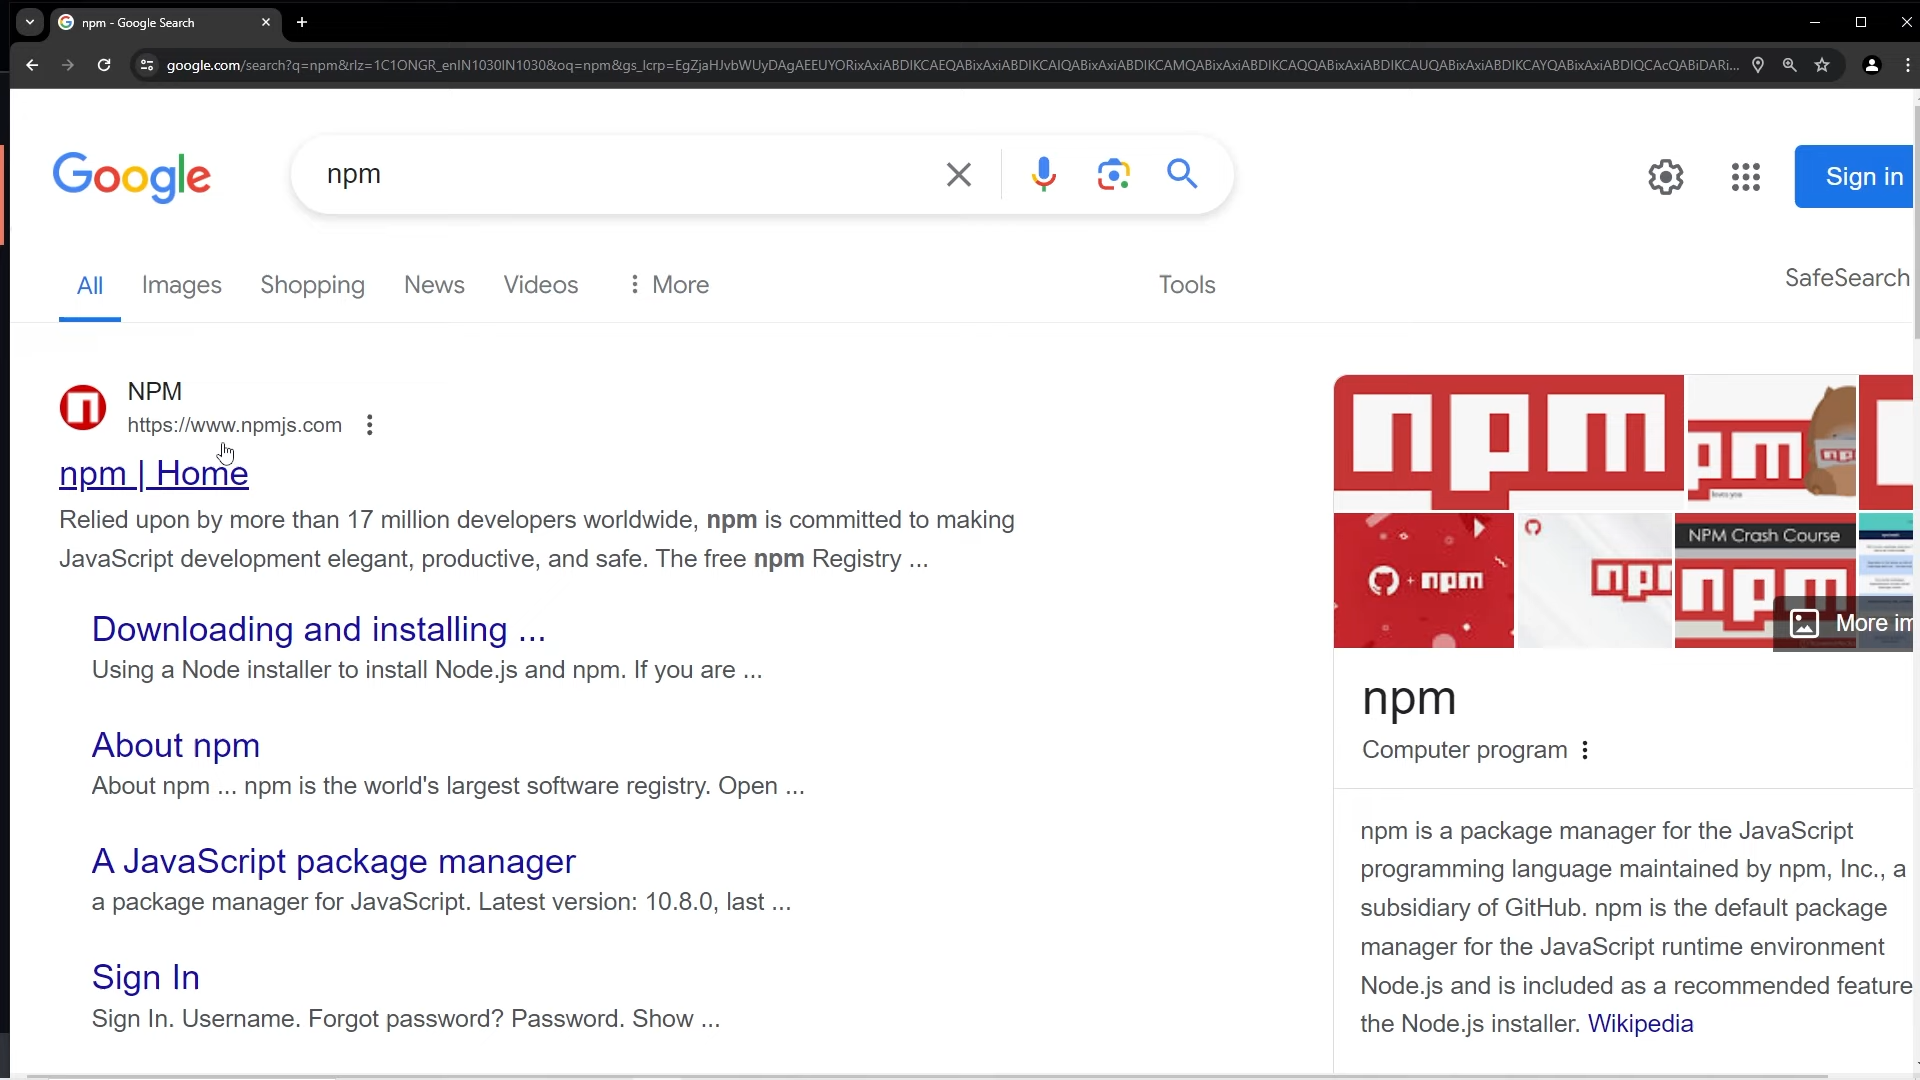 npm - Google Search
google.com/search?q=npm&rlz=1C1ONGR_enIN1030IN1030&oq=npm&gs_lcrp=EgZjaHJvbWUyDAgAEEUYORixAxiABDIKCAEQABixAxiABDIKCAIQABixAxiABDIKCAMQABixAxiABDIKCAQQABixAxiABDIKCAUQABixAxiABDIKCAYQABixAxiABDIQCAcQABiDARi...
Google
npm
Sign in
All Images Shopping News Videos More Tools SafeSearch
NPM
https://www.npmjs.com
npm | Home
Relied upon by more than 17 million developers worldwide, npm is committed to making
JavaScript development elegant, productive, and safe. The free npm Registry ...
Downloading and installing ...
Using a Node installer to install Node.js and npm. If you are ...
About npm
About npm ... npm is the world's largest software registry. Open ...
A JavaScript package manager
a package manager for JavaScript. Latest version: 10.8.0, last ...
Sign In
Sign In. Username. Forgot password? Password. Show ...
npm
npm
loves you
+ npm
NPM Crash Course
npm
More im
npm
Computer program
npm is a package manager for the JavaScript
programming language maintained by npm, Inc., a
subsidiary of GitHub. npm is the default package
manager for the JavaScript runtime environment
Node.js and is included as a recommended feature
the Node.js installer. Wikipedia